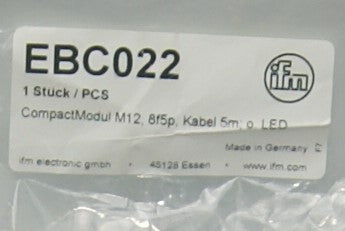 EBC022
ifm
1 Stück / PCS
CompactModul M12, 8f5p, Kabel 5m; o. LED
Made in Germany
F7
ifm electronic gmbh · 45128 Essen · www.ifm.com